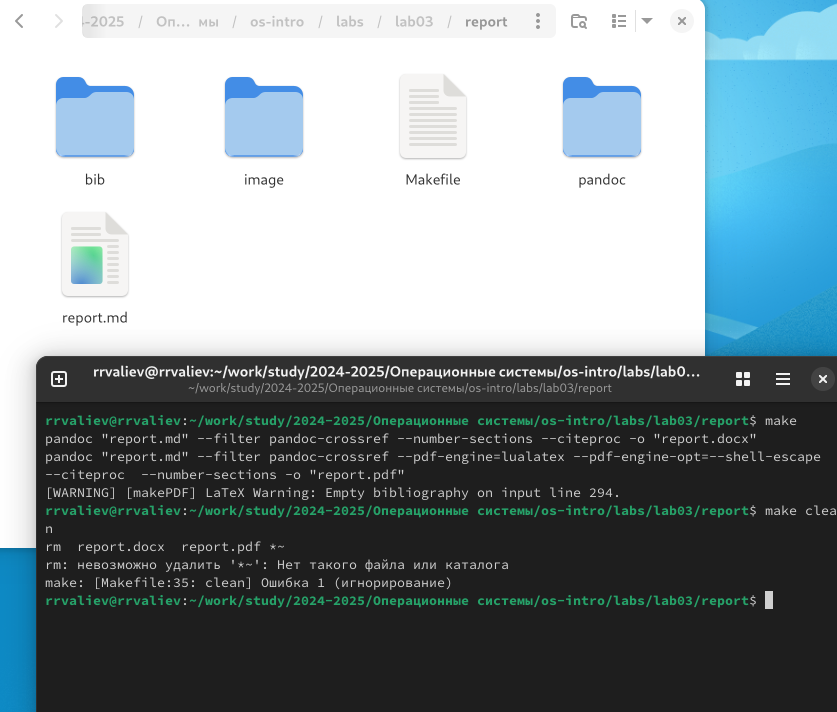 -2025 / Оп... мы / os-intro / labs / lab03 / report
bib image Makefile pandoc
report.md
rrvaliev@rrvaliev:~/work/study/2024-2025/Операционные системы/os-intro/labs/lab0...
~/work/study/2024-2025/Операционные системы/os-intro/labs/lab03/report
rrvaliev@rrvaliev:~/work/study/2024-2025/Операционные системы/os-intro/labs/lab03/report$ make
pandoc "report.md" --filter pandoc-crossref --number-sections --citeproc -o "report.docx"
pandoc "report.md" --filter pandoc-crossref --pdf-engine=lualatex --pdf-engine-opt=--shell-escape
--citeproc  --number-sections -o "report.pdf"
[WARNING] [makePDF] LaTeX Warning: Empty bibliography on input line 294.
rrvaliev@rrvaliev:~/work/study/2024-2025/Операционные системы/os-intro/labs/lab03/report$ make clea
n
rm  report.docx  report.pdf *~
rm: невозможно удалить '*~': Нет такого файла или каталога
make: [Makefile:35: clean] Ошибка 1 (игнорирование)
rrvaliev@rrvaliev:~/work/study/2024-2025/Операционные системы/os-intro/labs/lab03/report$